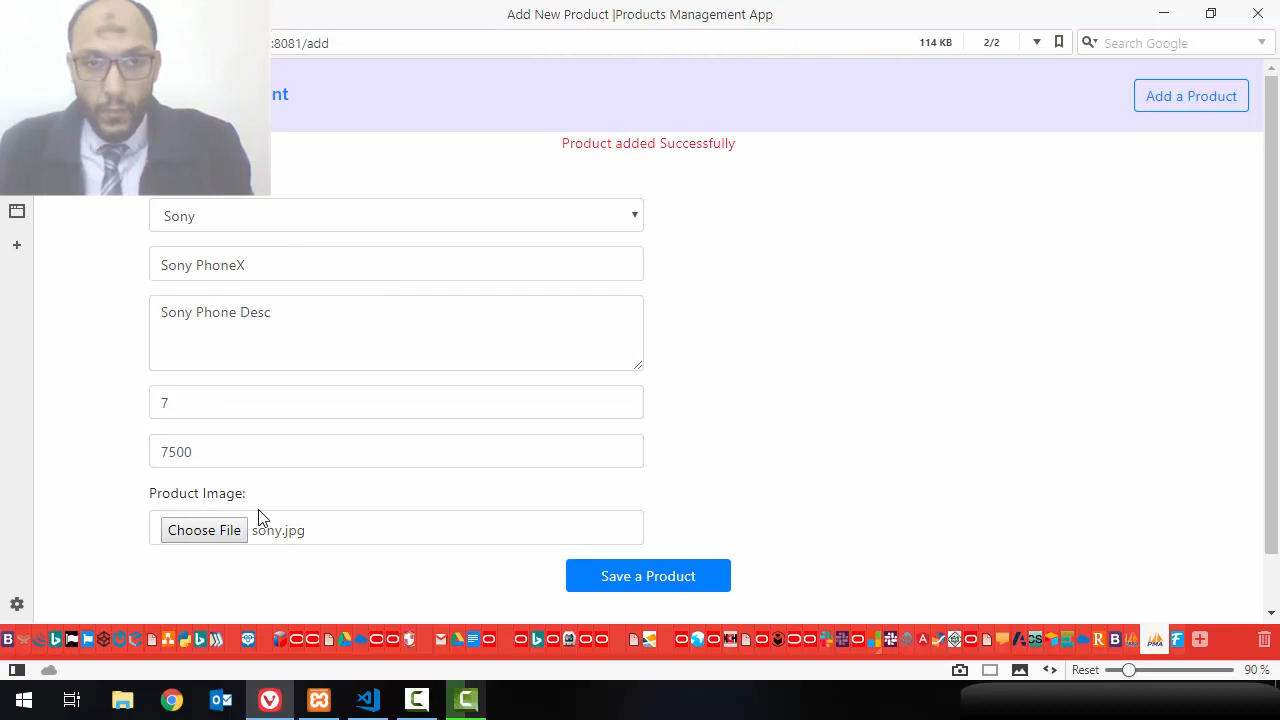 Add New Product |Products Management App
:8081/add
114 KB
2/2
Search Google
nt
Add a Product
Product added Successfully
Sony
Sony PhoneX
Sony Phone Desc
7
7500
Product Image:
Choose File sony.jpg
Save a Product
Reset
90 %